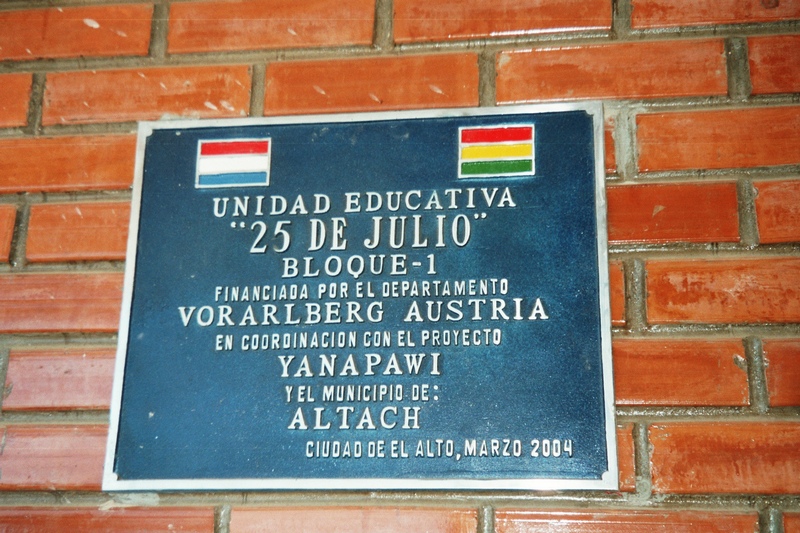 UNIDAD EDUCATIVA
"25 DE JULIO"
BLOQUE-1
FINANCIADA POR EL DEPARTAMENTO
VORARLBERG AUSTRIA
EN COORDINACION CON EL PROYECTO
YANAPAWI
Y EL MUNICIPIO DE:
ALTACH
CIUDAD DE EL ALTO, MARZO 2004